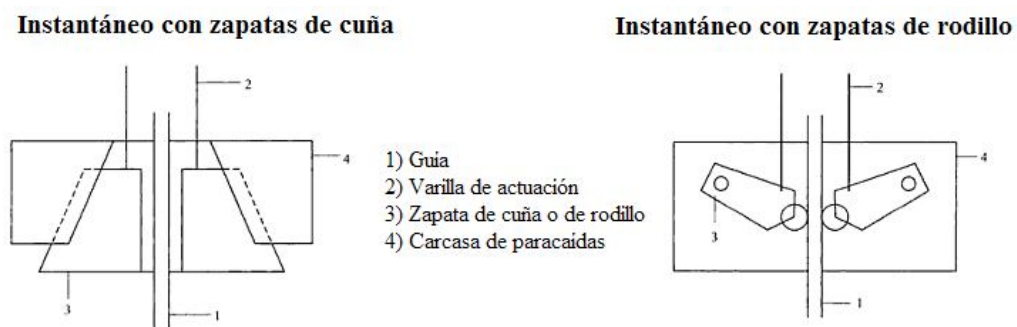 Instantáneo con zapatas de cuña
2
4
3
1
1) Guia
2) Varilla de actuación
3) Zapata de cuña o de rodillo
4) Carcasa de paracaídas
Instantáneo con zapatas de rodillo
2
4
3
1